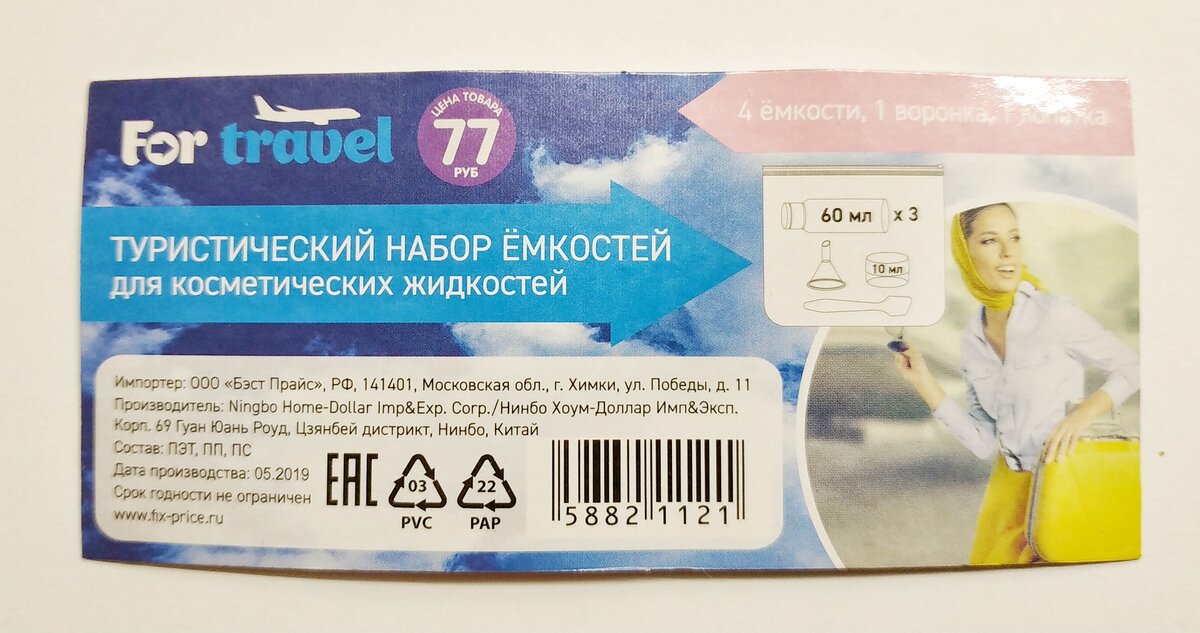 For travel
ЦЕНА ТОВАРА
77
РУБ
4 ёмкости, 1 воронка, 1 лопатка
ТУРИСТИЧЕСКИЙ НАБОР ЁМКОСТЕЙ
для косметических жидкостей
60 мл x 3
10 мл
Импортер: ООО «Бэст Прайс», РФ, 141401, Московская обл., г. Химки, ул. Победы, д. 11
Производитель: Ningbo Home-Dollar Imp&Exp. Corp./Нинбо Хоум-Доллар Имп&Эксп.
Корп. 69 Гуан Юань Роуд, Цзянбей дистрикт, Нинбо, Китай
Состав: ПЭТ, ПП, ПС
Дата производства: 05.2019
Срок годности не ограничен
www.fix-price.ru
EAC
03
PVC
22
PAP
5882 1121